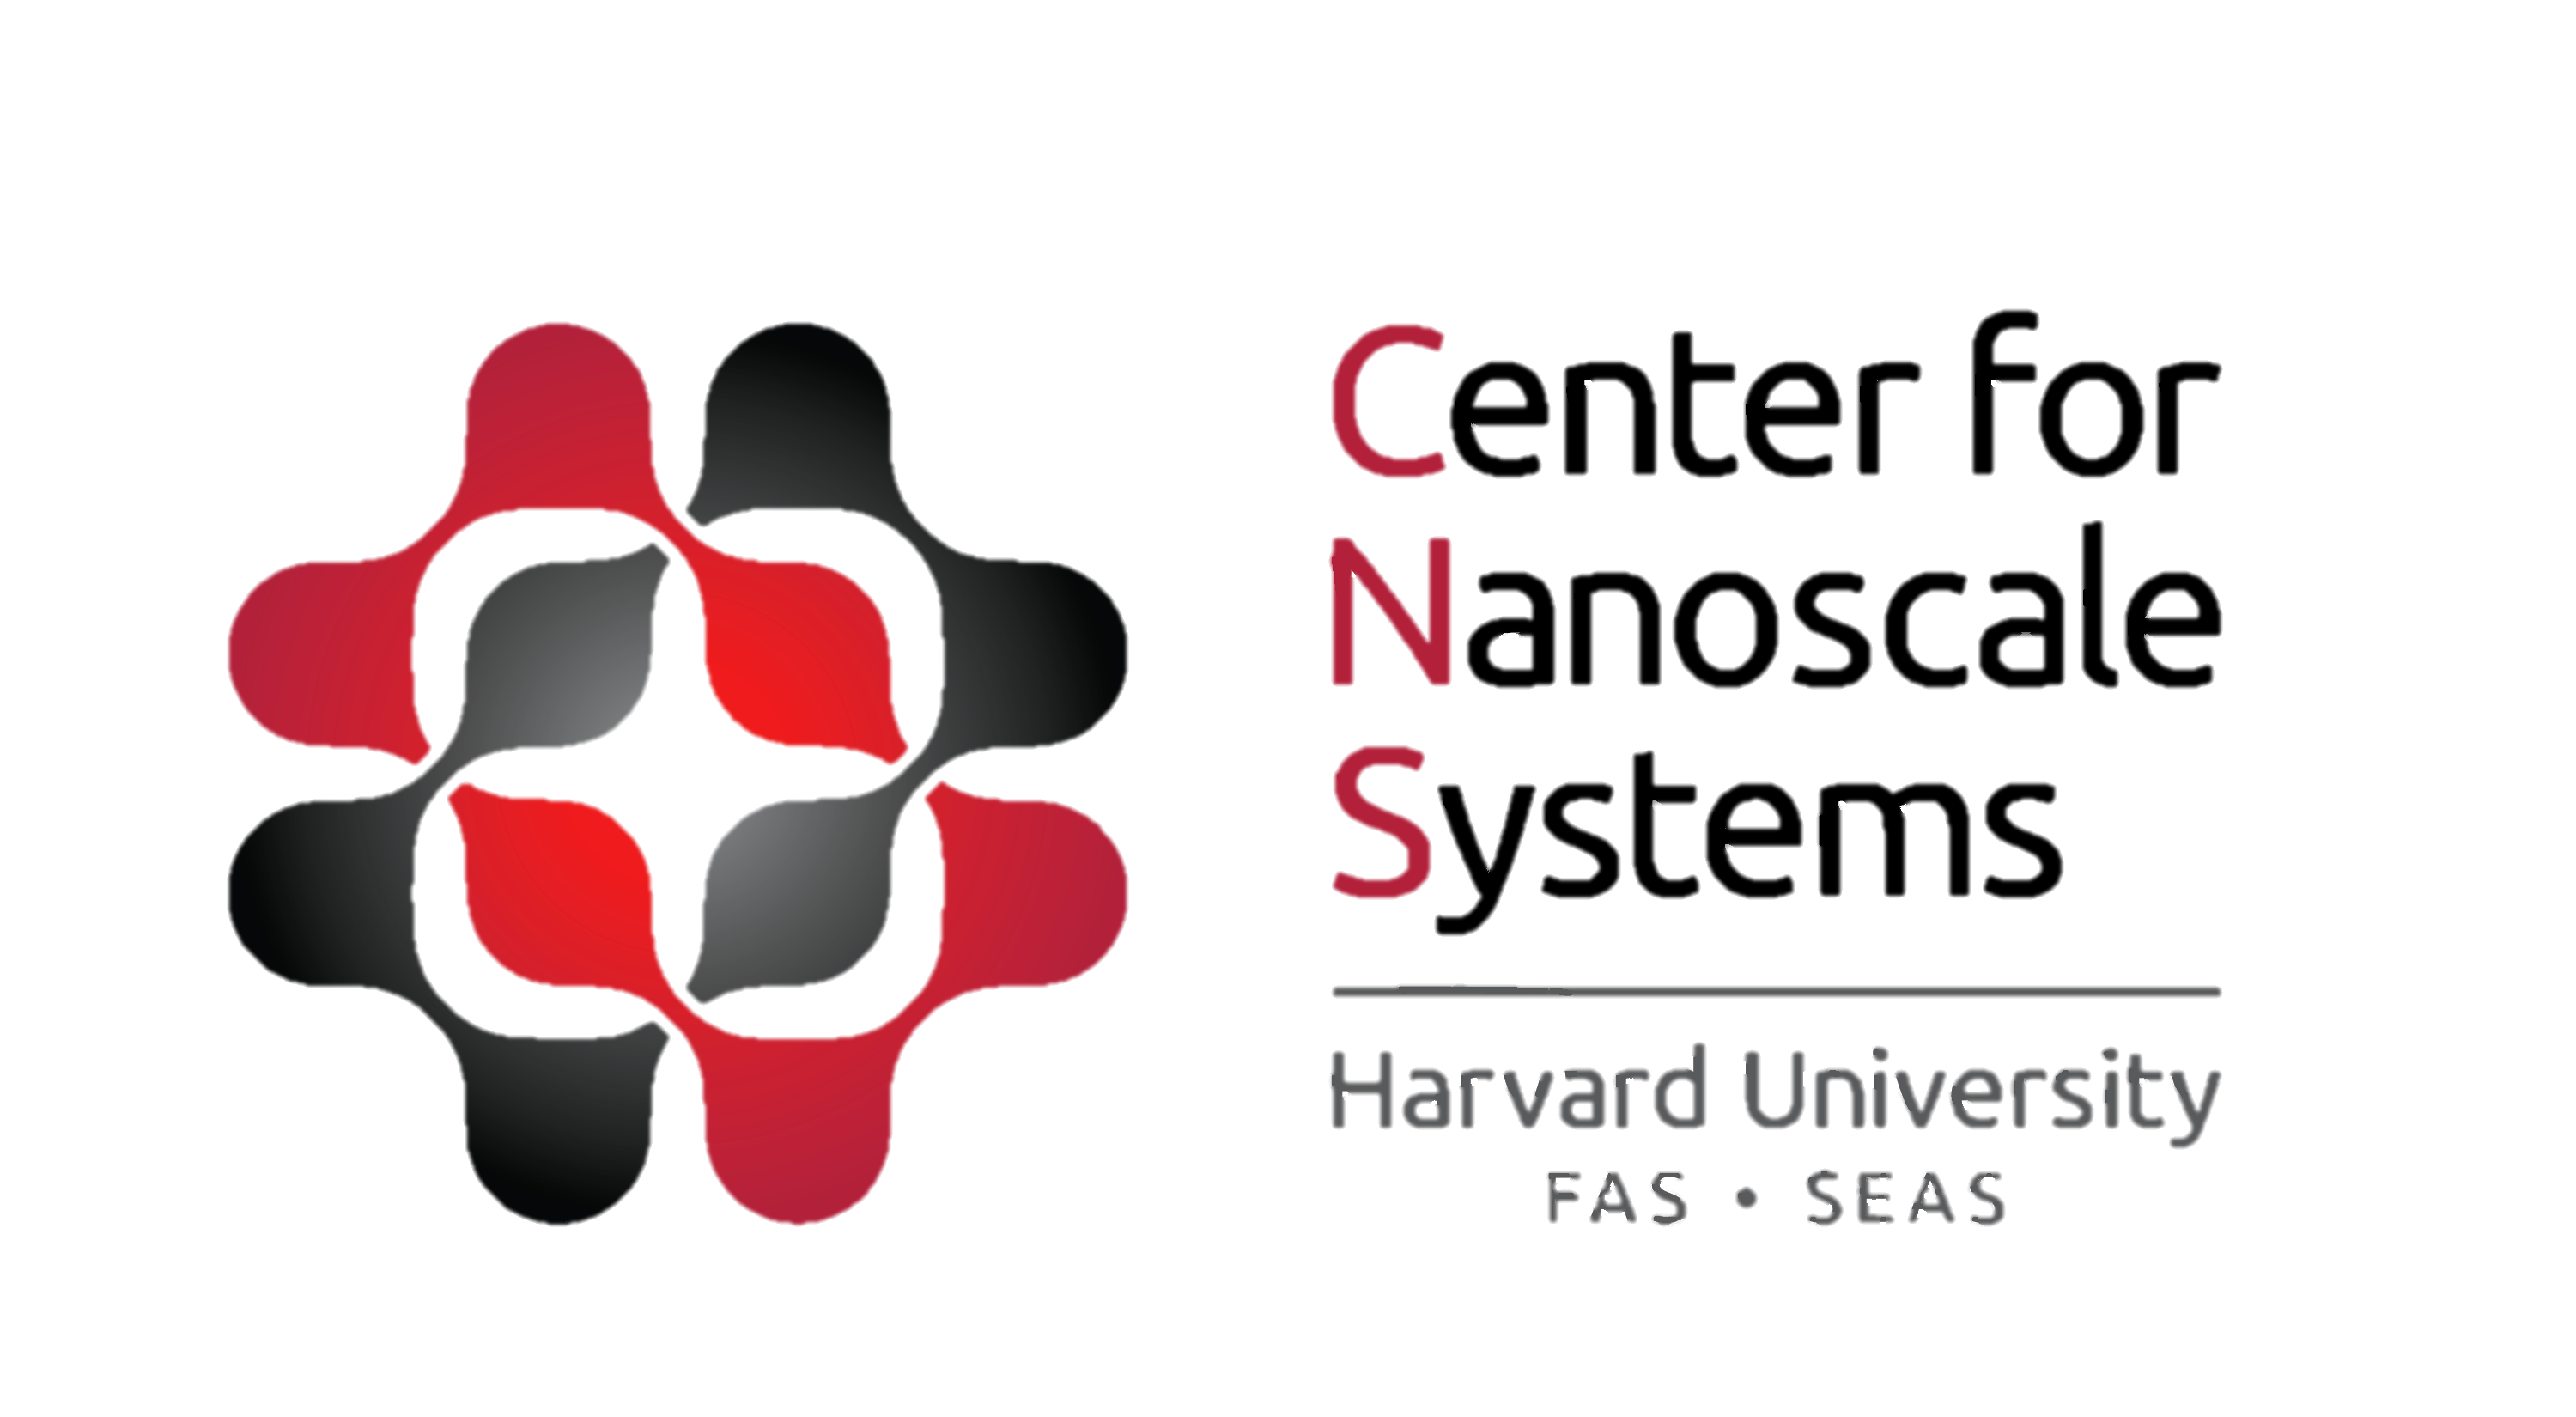 Center for
Nanoscale
Systems
Harvard University
FAS • SEAS